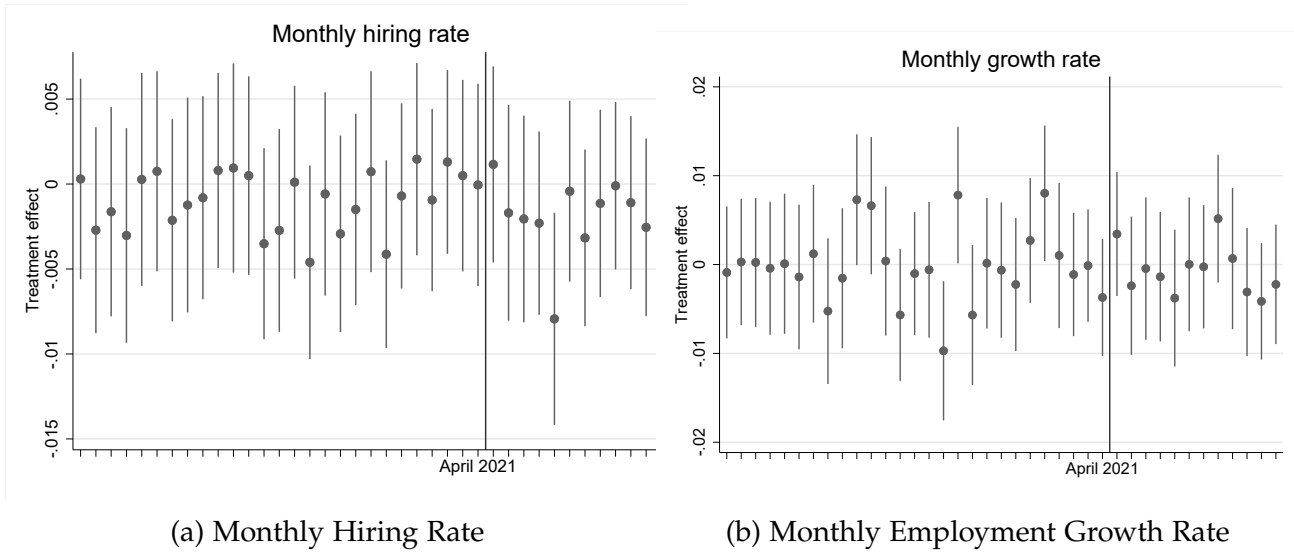 Monthly hiring rate
Treatment effect
.005
0
-.005
-.01
-.015
April 2021
(a) Monthly Hiring Rate
Monthly growth rate
Treatment effect
.02
.01
0
-.01
-.02
April 2021
(b) Monthly Employment Growth Rate